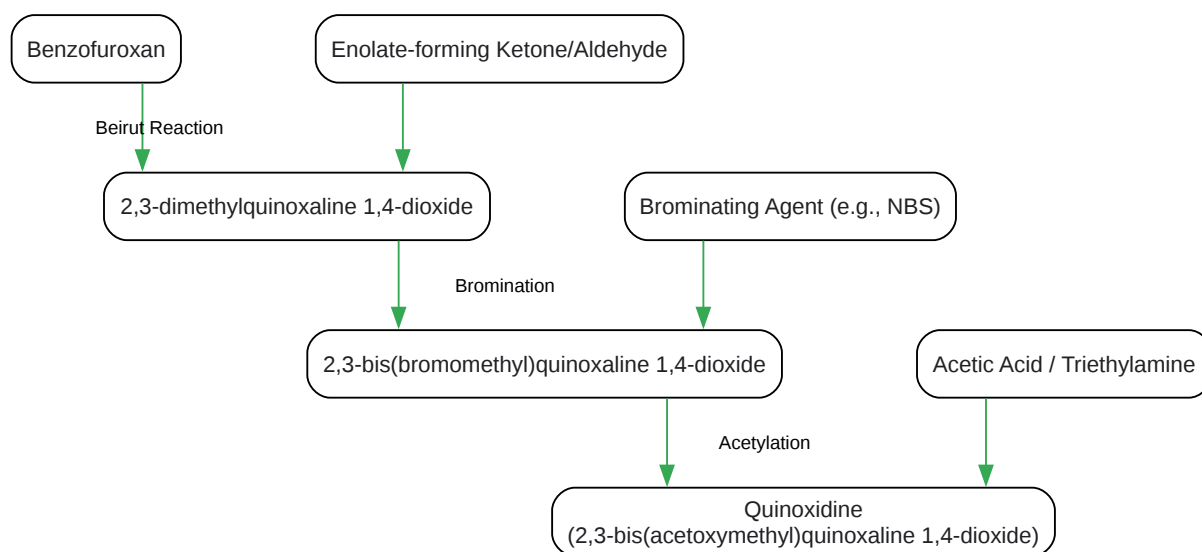 Benzofuroxan
Enolate-forming Ketone/Aldehyde
Beirut Reaction
2,3-dimethylquinoxaline 1,4-dioxide
Brominating Agent (e.g., NBS)
Bromination
2,3-bis(bromomethyl)quinoxaline 1,4-dioxide
Acetic Acid / Triethylamine
Acetylation
Quinoxidine
(2,3-bis(acetoxymethyl)quinoxaline 1,4-dioxide)